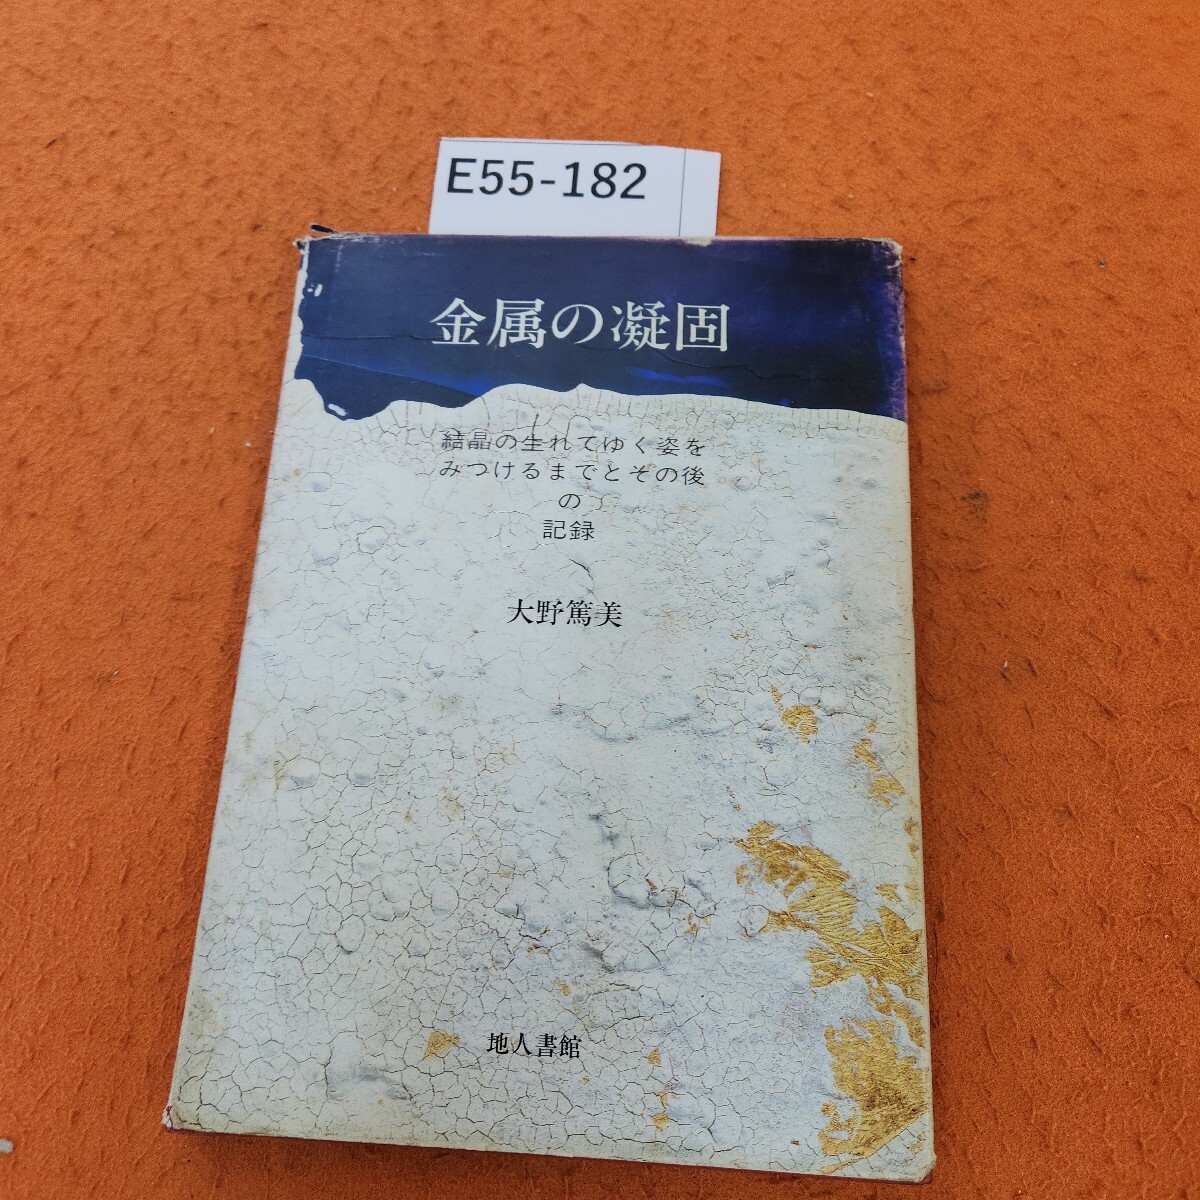 E55-182
金属の凝固
結晶の生れてゆく姿を
みつけるまでとその後
の
記録
大野篤美
地人書館